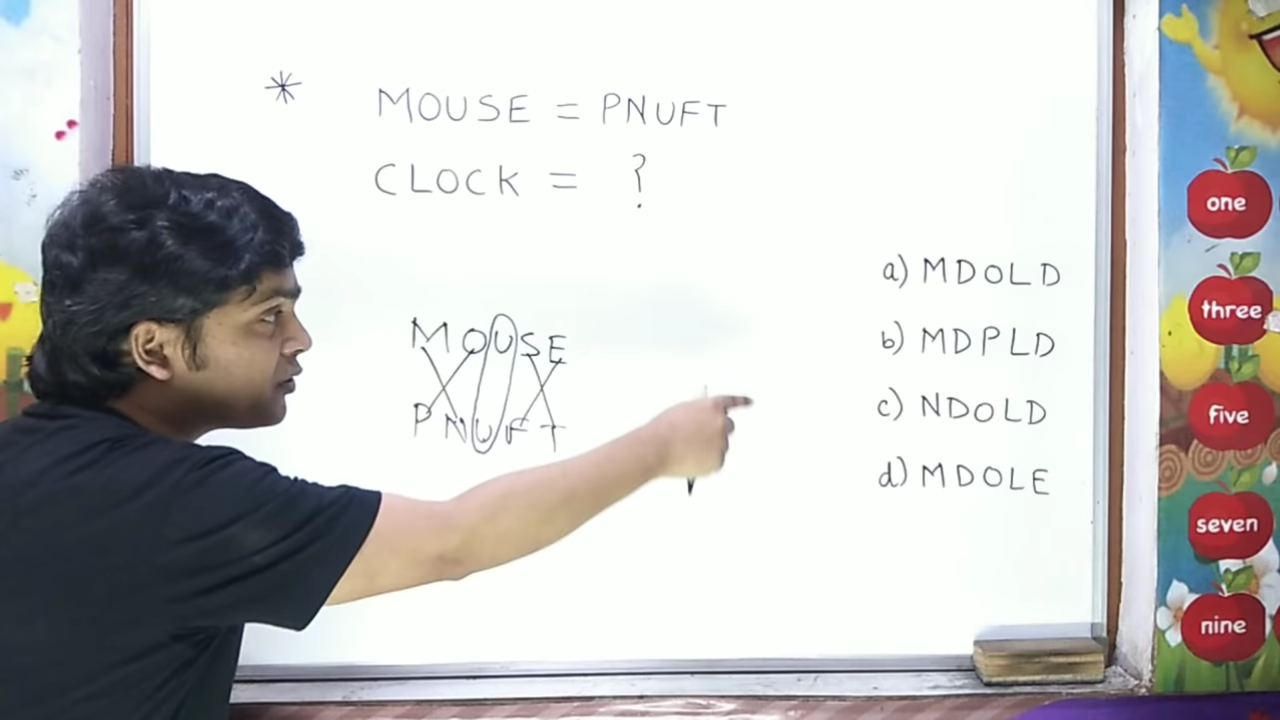 * MOUSE = PNUFT
CLOCK = ?
a) MDOLD
b) MDPLD
c) NDOLD
d) MDOLE
MOUSE
PNUFT
one
three
five
seven
nine